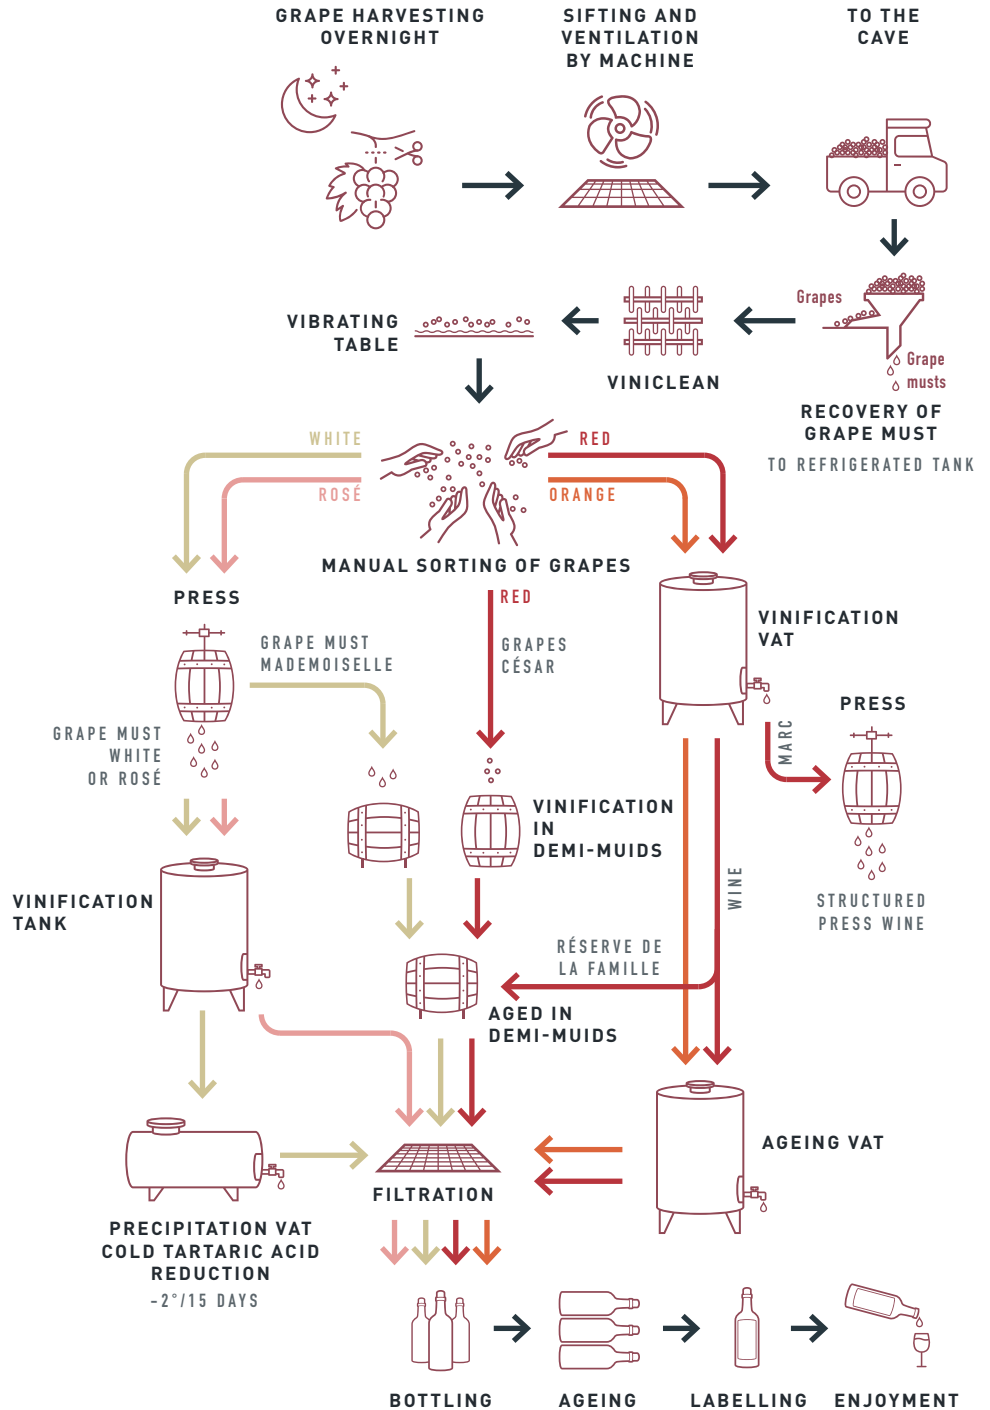 GRAPE HARVESTING
OVERNIGHT
SIFTING AND
VENTILATION
BY MACHINE
TO THE
CAVE
Grapes
Grape
musts
RECOVERY OF
GRAPE MUST
TO REFRIGERATED TANK
VINICLEAN
VIBRATING
TABLE
WHITE
ROSÉ
RED
ORANGE
MANUAL SORTING OF GRAPES
PRESS
GRAPE MUST
MADEMOISELLE
RED
GRAPES
CÉSAR
VINIFICATION
VAT
GRAPE MUST
WHITE
OR ROSÉ
MARC
PRESS
STRUCTURED
PRESS WINE
VINIFICATION
IN
DEMI-MUIDS
WINE
VINIFICATION
TANK
RÉSERVE DE
LA FAMILLE
AGED IN
DEMI-MUIDS
AGEING VAT
FILTRATION
PRECIPITATION VAT
COLD TARTARIC ACID
REDUCTION
-2°/15 DAYS
BOTTLING
AGEING
LABELLING
ENJOYMENT